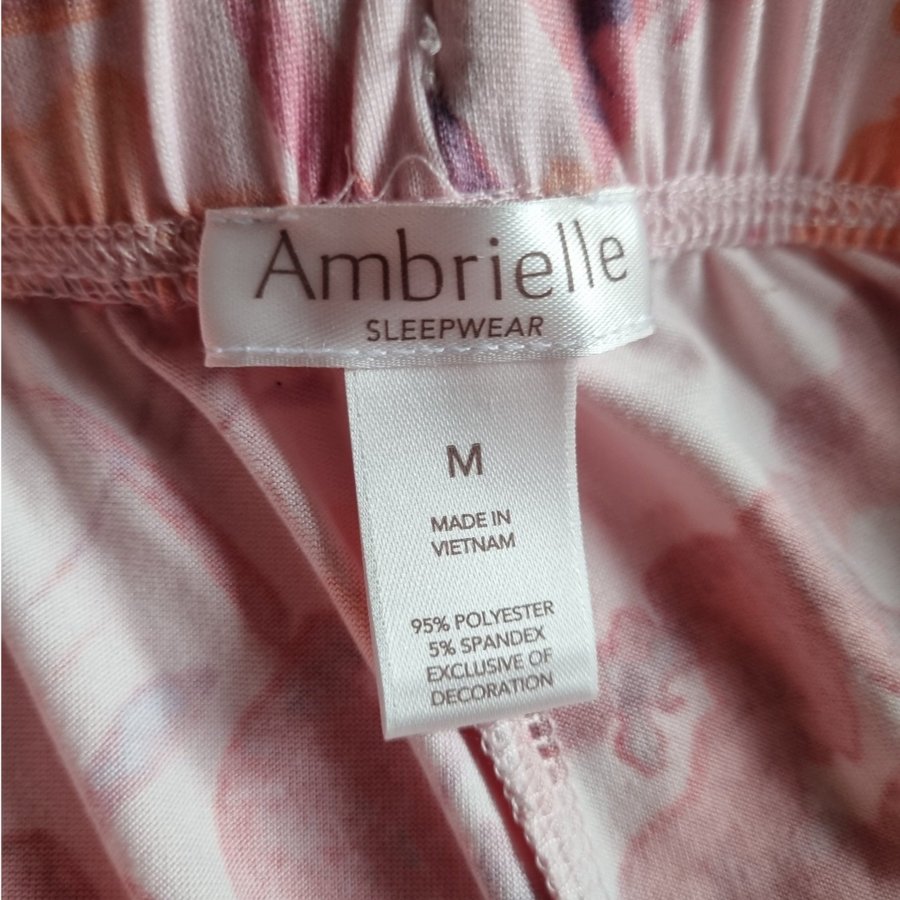 Ambrielle
SLEEPWEAR
M
MADE IN
VIETNAM
95% POLYESTER
5% SPANDEX
EXCLUSIVE OF
DECORATION